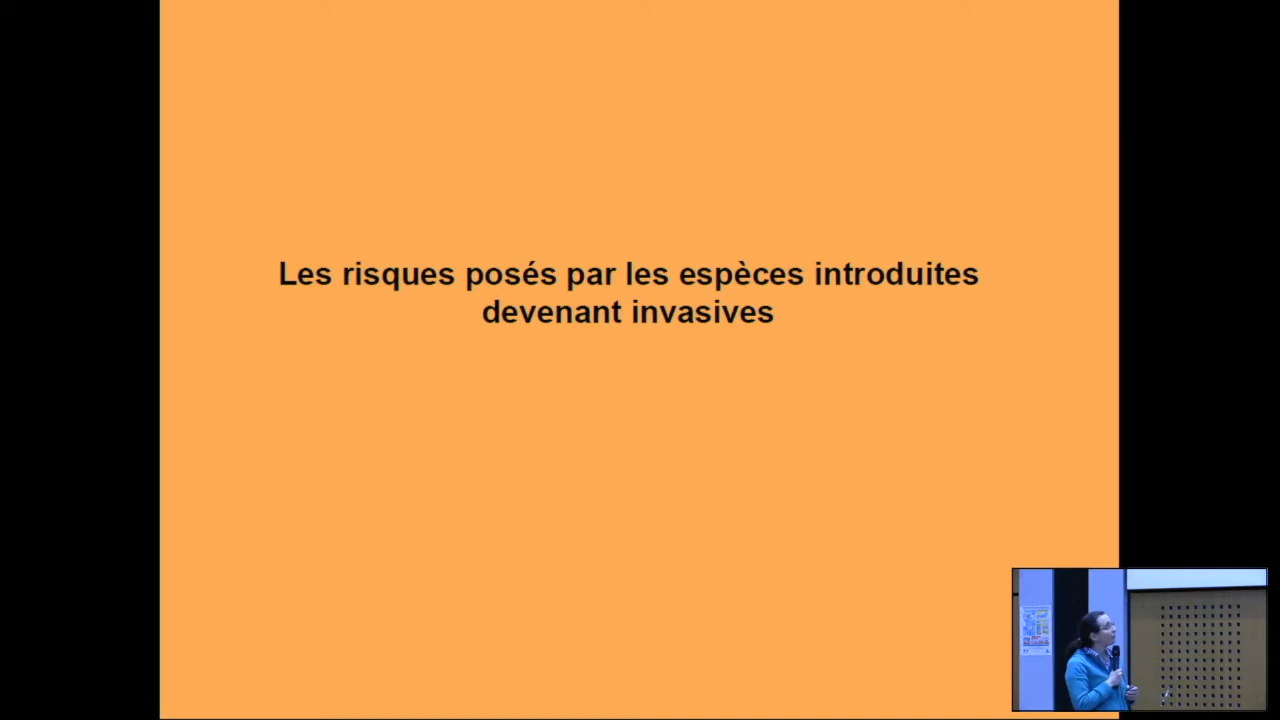 Les risques posés par les espèces introduites
devenant invasives